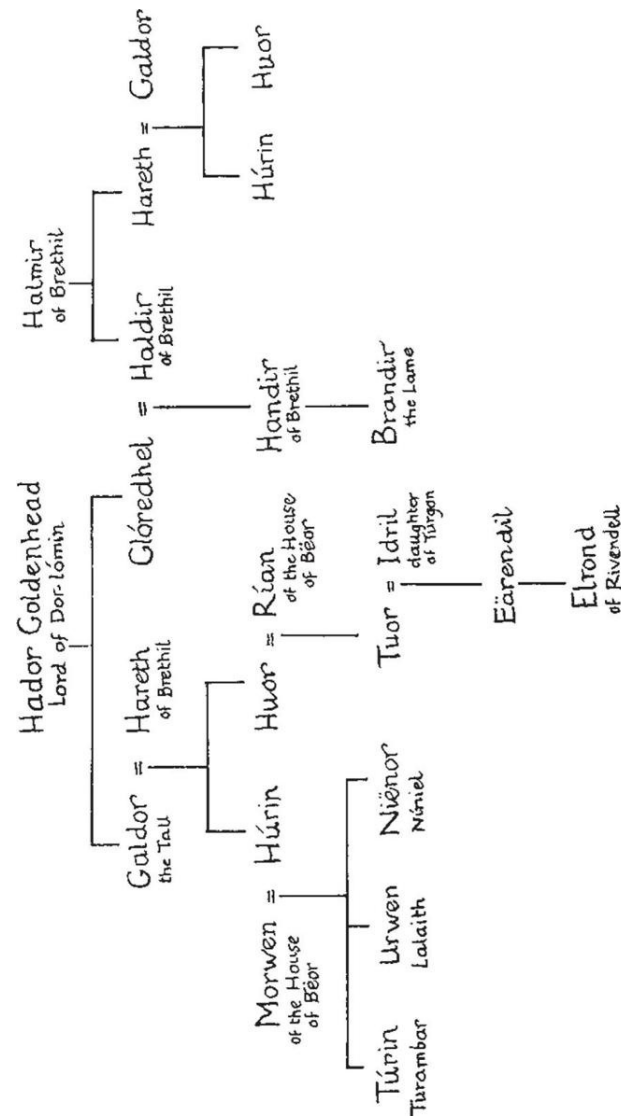 Hador Goldenhead
Lord of Dor-lómin
Halmir
of Brethil
Galdor
the Tall
=
Hareth
of Brethil
Glóredhel
=
Haldir
of Brethil
Hareth
=
Galdor
Morwen
of the House
of Bëor
=
Húrin
Huor
=
Rían
of the House
of Bëor
Handir
of Brethil
Húrin
Huor
Túrin
Turambar
Urwen
Lalaith
Niënor
Níniel
Tuor
=
Idril
daughter
of Turgon
Brandir
the Lame
Eärendil
Elrond
of Rivendell